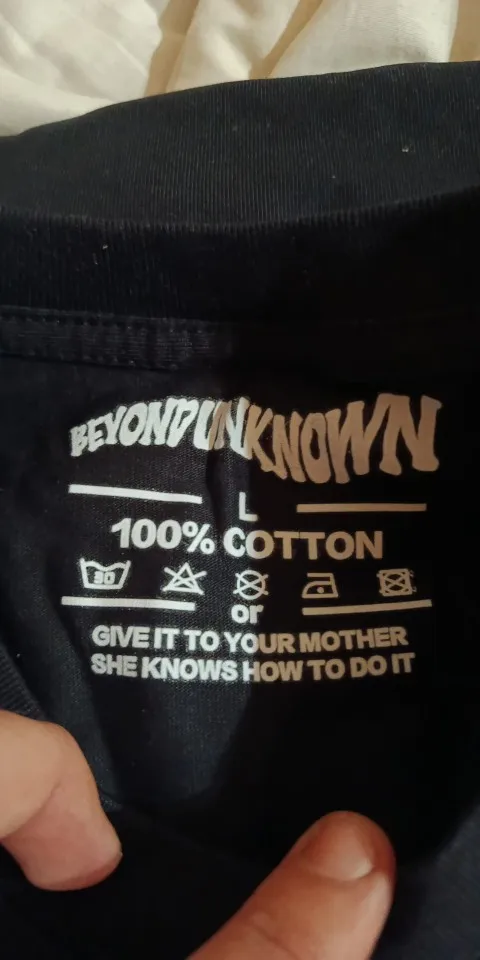 BEYONDUNKNOWN
L
100% COTTON
30
or
GIVE IT TO YOUR MOTHER
SHE KNOWS HOW TO DO IT